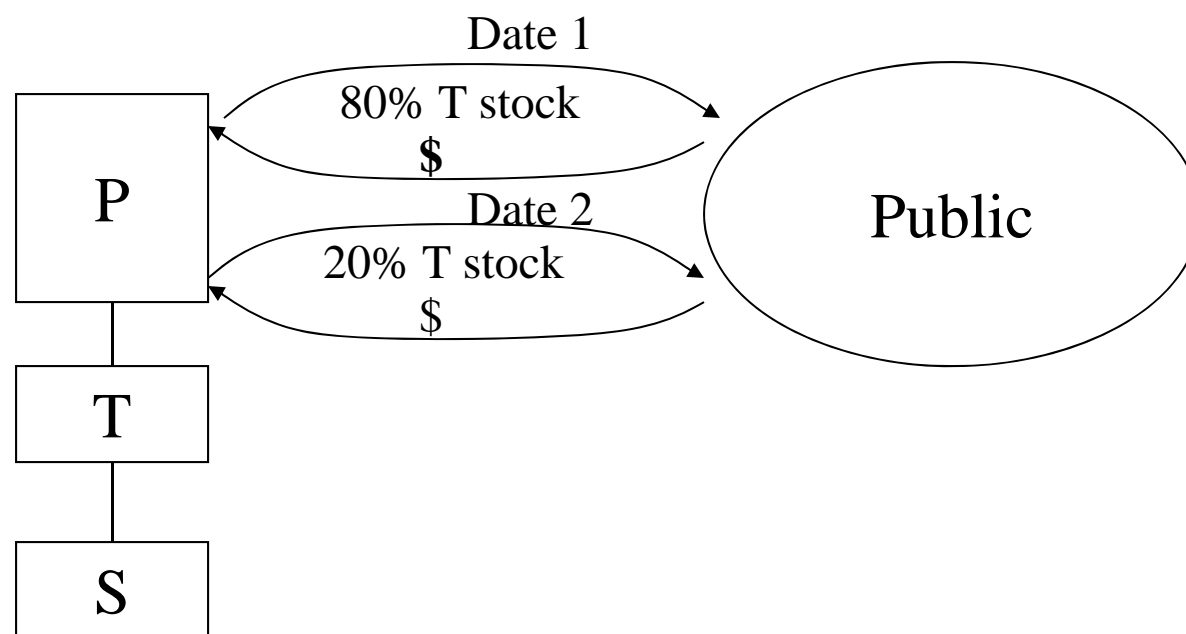 Date 1
80% T stock
$
P
Date 2
Public
20% T stock
$
T
S